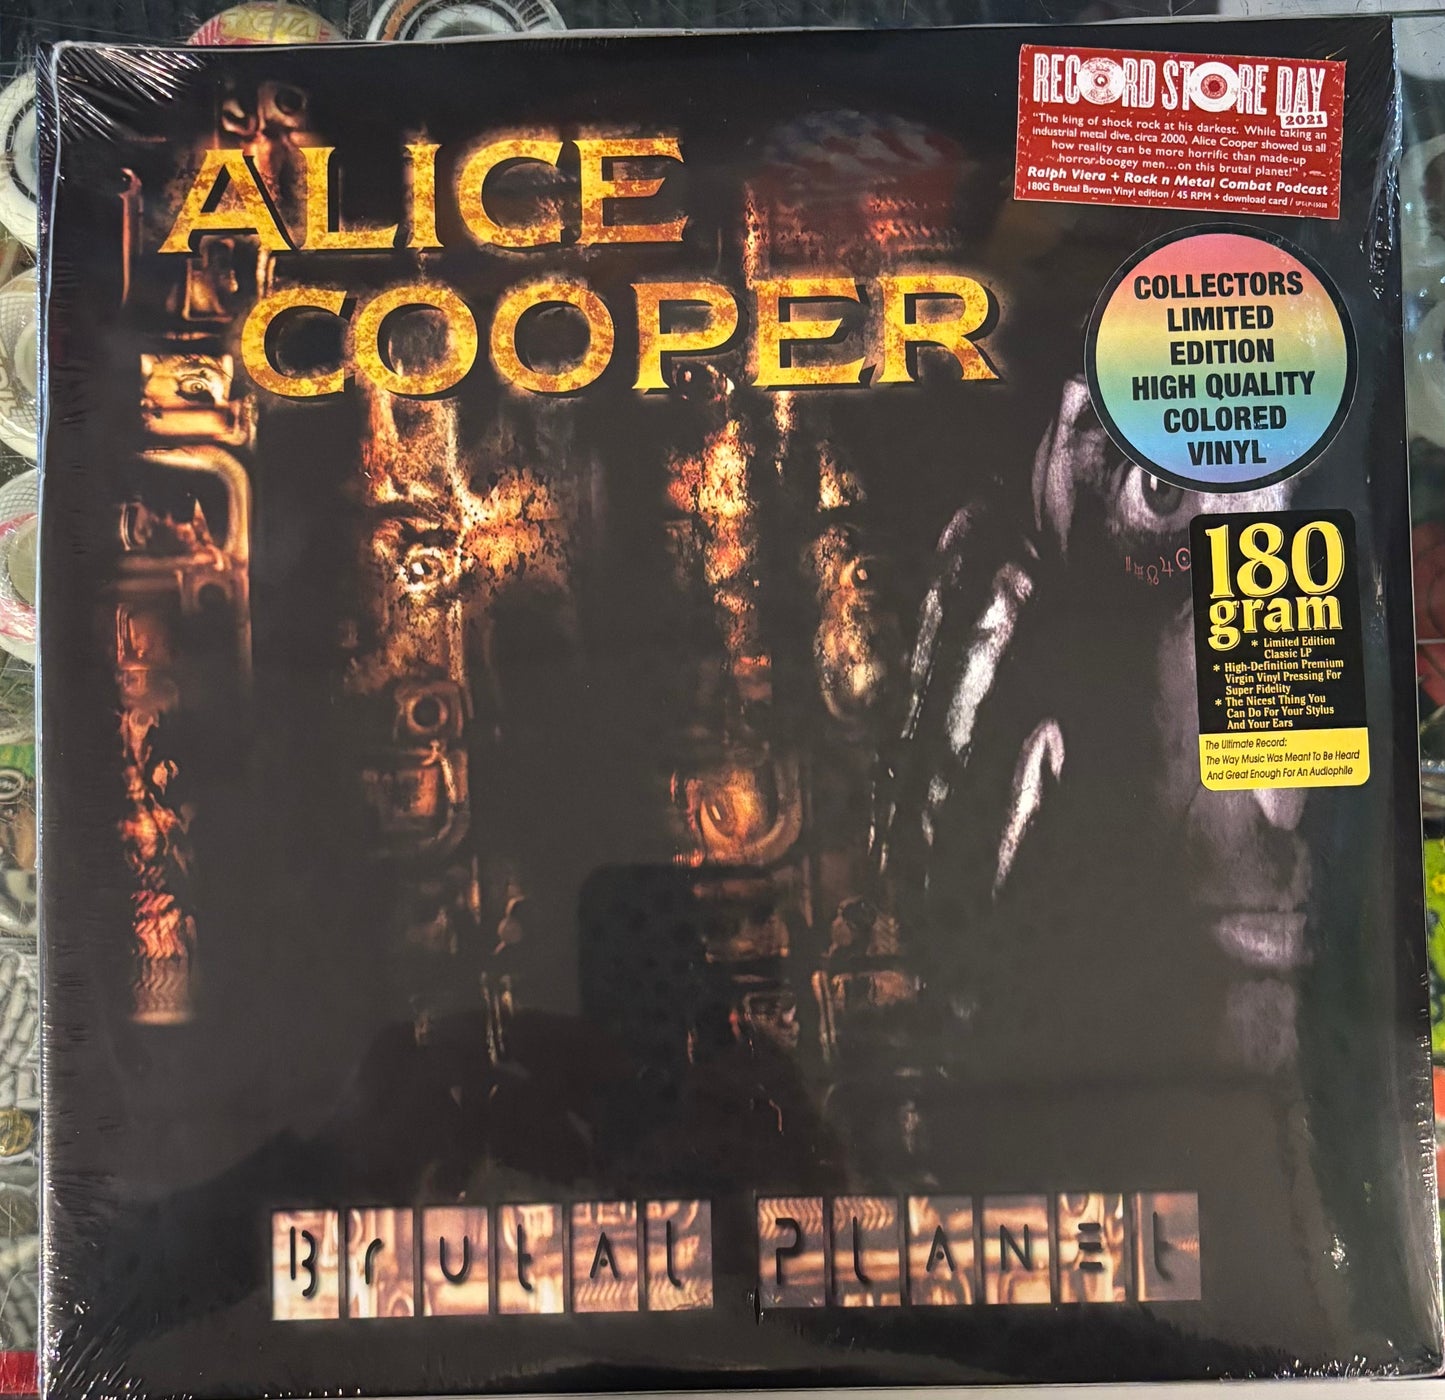 ALICE
COOPER
RECORD STORE DAY
2021
"The king of shock rock at his darkest. While taking an
industrial metal dive, circa 2000, Alice Cooper showed us all
how reality can be more horrific than made-up
horror-boogey men...on this brutal planet!"
Ralph Viera + Rock n Metal Combat Podcast
180G Brutal Brown Vinyl edition / 45 RPM + download card /
COLLECTORS
LIMITED
EDITION
HIGH QUALITY
COLORED
VINYL
180
gram
* Limited Edition
Classic LP
* High-Definition Premium
Virgin Vinyl Pressing For
Super Fidelity
* The Nicest Thing You
Can Do For Your Stylus
And Your Ears
The Ultimate Record:
The Way Music Was Meant To Be Heard
And Great Enough For An Audiophile
BrutAl PlANEt